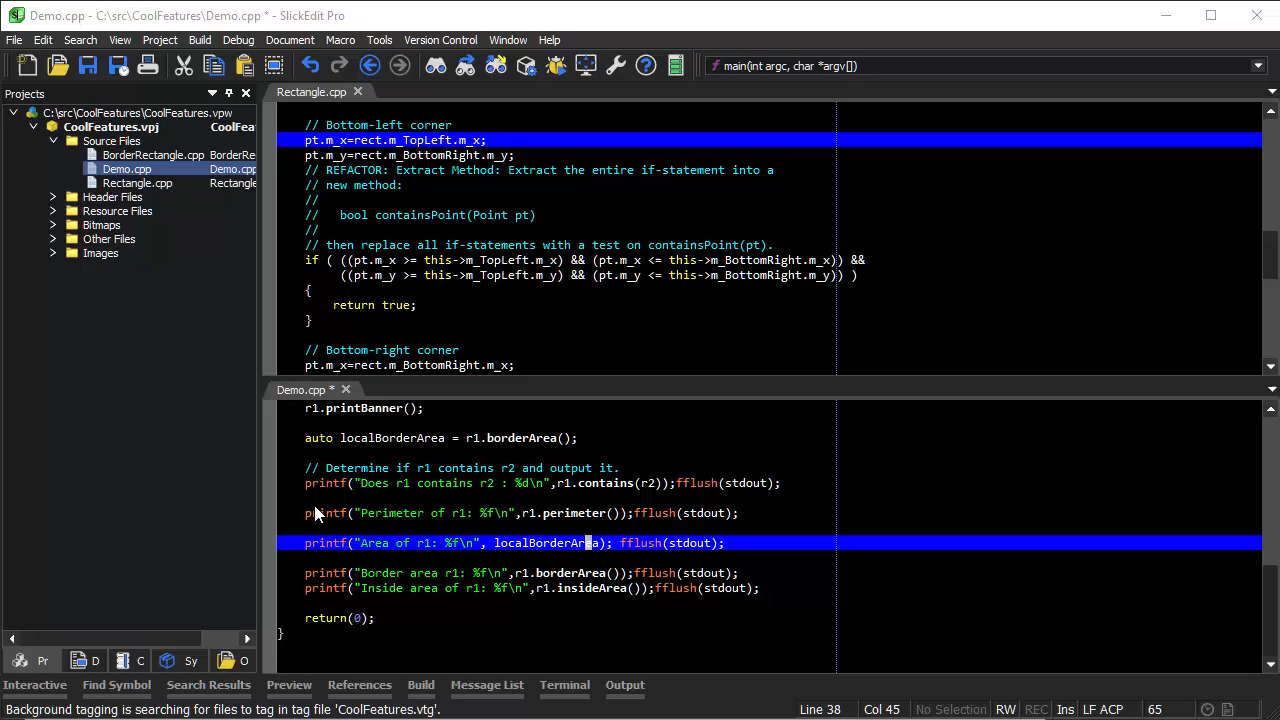 Demo.cpp - C:\src\CoolFeatures\Demo.cpp * - SlickEdit Pro
File Edit Search View Project Build Debug Document Macro Tools Version Control Window Help
main(int argc, char *argv[])
Projects
C:\src\CoolFeatures\CoolFeatures.vpw
CoolFeatures.vpj CoolFea
Source Files
BorderRectangle.cpp BorderRe
Demo.cpp Demo.cpp
Rectangle.cpp Rectangle
Header Files
Resource Files
Bitmaps
Other Files
Images
Pr D C Sy O
Rectangle.cpp
// Bottom-left corner
pt.m_x=rect.m_TopLeft.m_x;
pt.m_y=rect.m_BottomRight.m_y;
// REFACTOR: Extract Method: Extract the entire if-statement into a
// new method:
//
//   bool containsPoint(Point pt)
//
// then replace all if-statements with a test on containsPoint(pt).
if ( ((pt.m_x >= this->m_TopLeft.m_x) && (pt.m_x <= this->m_BottomRight.m_x)) &&
((pt.m_y >= this->m_TopLeft.m_y) && (pt.m_y <= this->m_BottomRight.m_y)) )
{
return true;
}
// Bottom-right corner
pt.m_x=rect.m_BottomRight.m_x;
Demo.cpp *
r1.printBanner();
auto localBorderArea = r1.borderArea();
// Determine if r1 contains r2 and output it.
printf("Does r1 contains r2 : %d\n",r1.contains(r2));fflush(stdout);
printf("Perimeter of r1: %f\n",r1.perimeter());fflush(stdout);
printf("Area of r1: %f\n", localBorderArea); fflush(stdout);
printf("Border area r1: %f\n",r1.borderArea());fflush(stdout);
printf("Inside area of r1: %f\n",r1.insideArea());fflush(stdout);
return(0);
}
Interactive Find Symbol Search Results Preview References Build Message List Terminal Output
Background tagging is searching for files to tag in tag file 'CoolFeatures.vtg'. Line 38 Col 45 No Selection RW REC Ins LF ACP 65